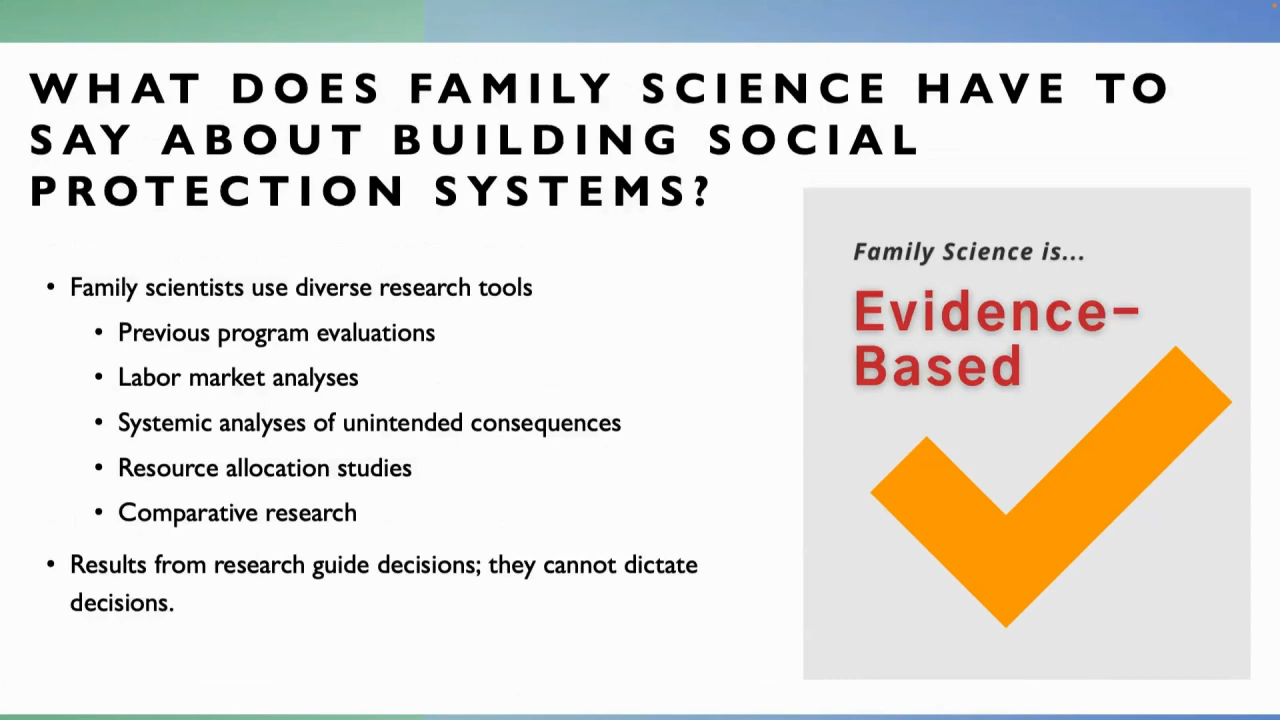 WHAT DOES FAMILY SCIENCE HAVE TO
SAY ABOUT BUILDING SOCIAL
PROTECTION SYSTEMS?
• Family scientists use diverse research tools
• Previous program evaluations
• Labor market analyses
• Systemic analyses of unintended consequences
• Resource allocation studies
• Comparative research
• Results from research guide decisions; they cannot dictate
decisions.
Family Science is...
Evidence-
Based